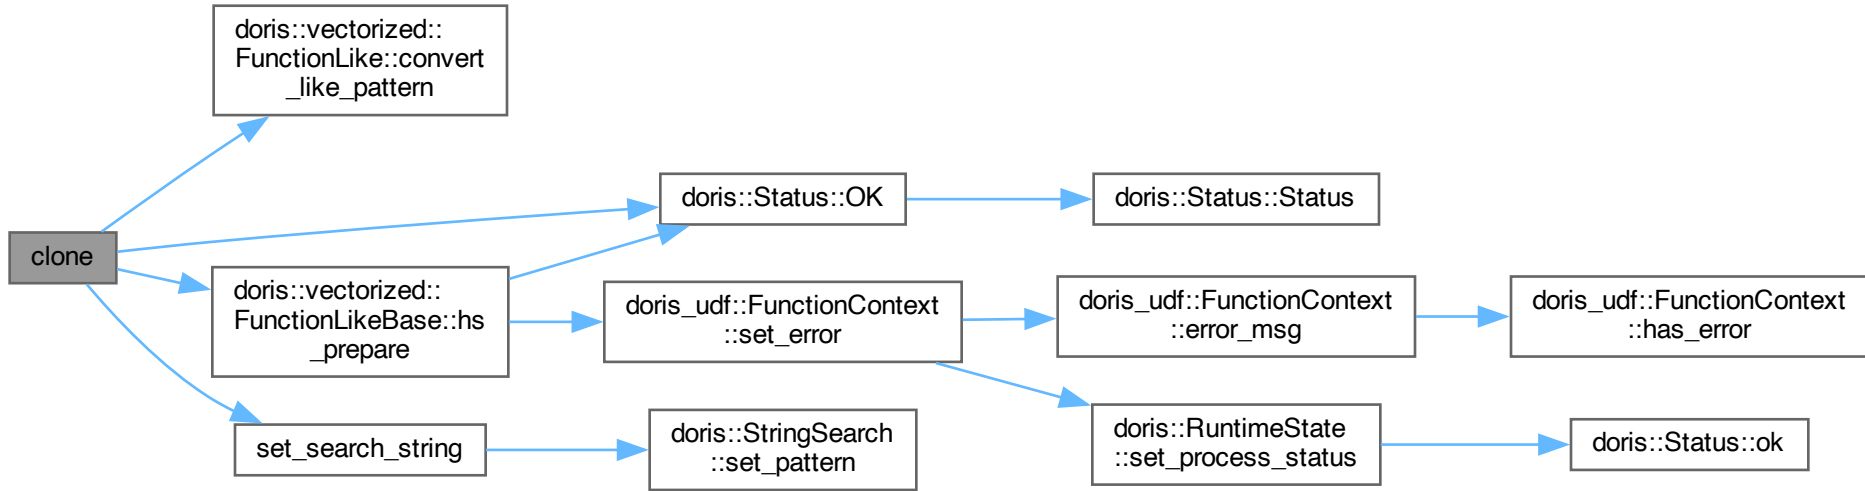 doris::vectorized::
FunctionLike::convert
_like_pattern
doris::Status::OK
doris::Status::Status
clone
doris::vectorized::
FunctionLikeBase::hs
_prepare
doris_udf::FunctionContext
::set_error
doris_udf::FunctionContext
::error_msg
doris_udf::FunctionContext
::has_error
set_search_string
doris::StringSearch
::set_pattern
doris::RuntimeState
::set_process_status
doris::Status::ok